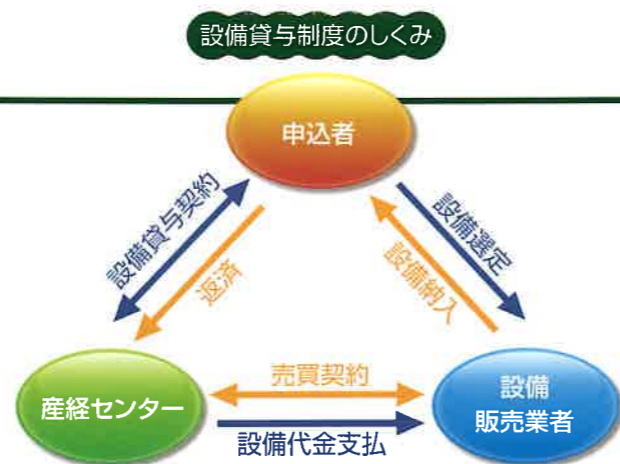 設備貸与制度のしくみ
申込者
設備貸与契約
返済
設備選定
設備納入
産経センター
売買契約
設備代金支払
設備
販売業者